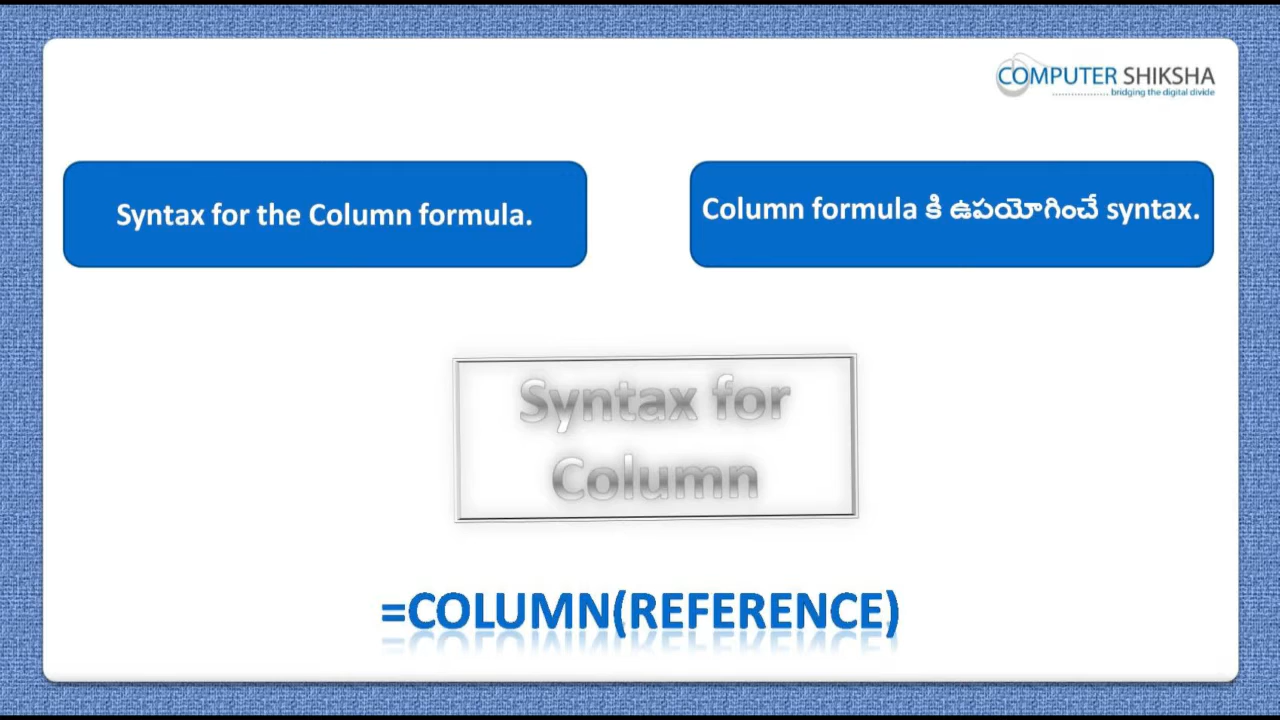 COMPUTER SHIKSHA
bridging the digital divide
Syntax for the Column formula.
Column formula కి ఉపయోగించే syntax.
Syntax for
Column
=COLUMN(REFERENCE)